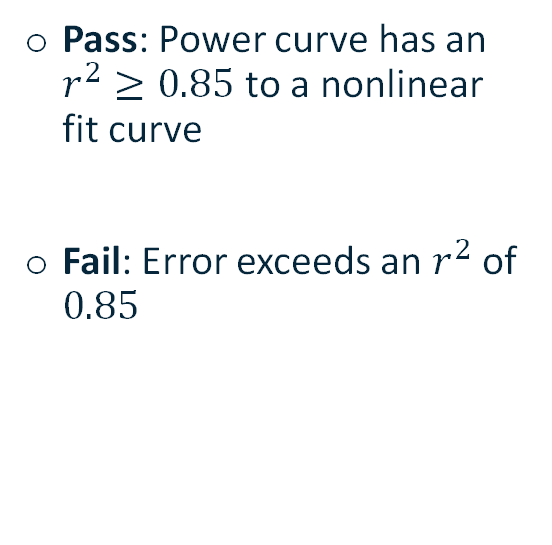 ○ Pass: Power curve has an
r² ≥ 0.85 to a nonlinear
fit curve
○ Fail: Error exceeds an r² of
0.85